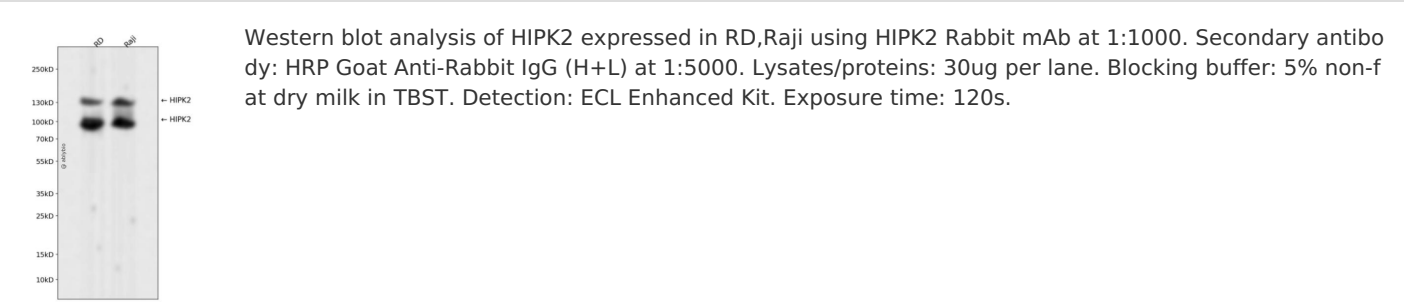 RD Raji
250kD
130kD
← HIPK2
100kD
← HIPK2
70kD
55kD
35kD
25kD
15kD
10kD
Western blot analysis of HIPK2 expressed in RD,Raji using HIPK2 Rabbit mAb at 1:1000. Secondary antibo
dy: HRP Goat Anti-Rabbit IgG (H+L) at 1:5000. Lysates/proteins: 30ug per lane. Blocking buffer: 5% non-f
at dry milk in TBST. Detection: ECL Enhanced Kit. Exposure time: 120s.